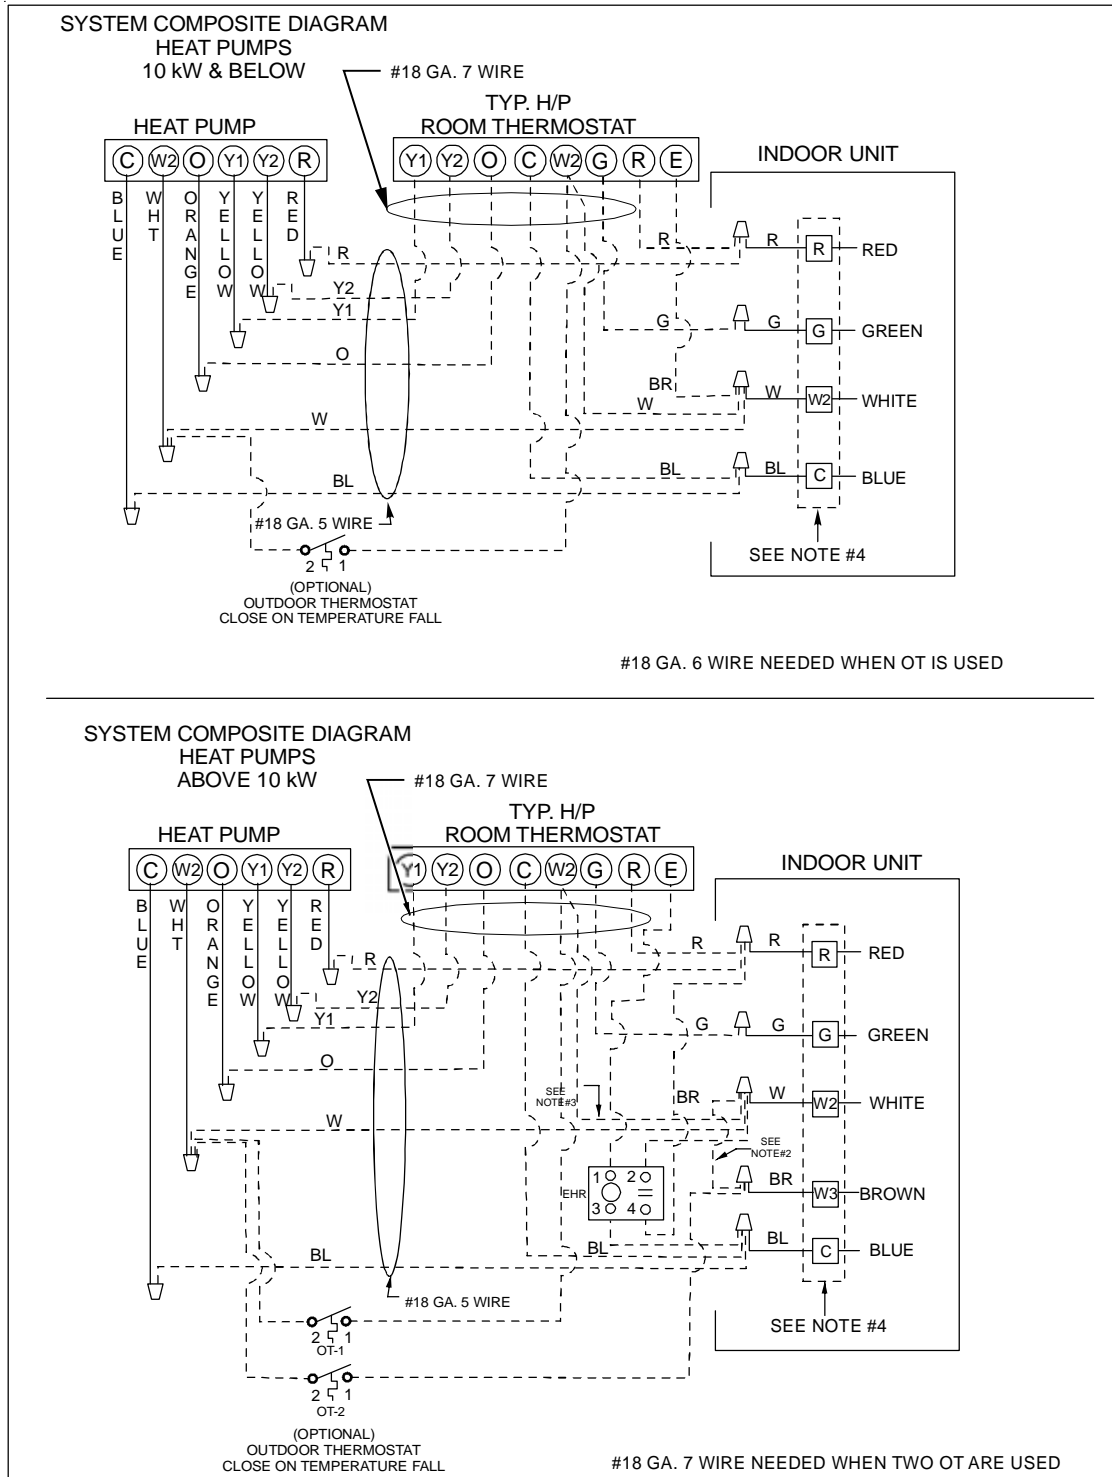 SYSTEM COMPOSITE DIAGRAM
HEAT PUMPS
10 kW & BELOW
#18 GA. 7 WIRE
TYP. H/P
HEAT PUMP
ROOM THERMOSTAT
INDOOR UNIT
C W2 O Y1 Y2 R
Y1 Y2 O C W2 G R E
BLUE
WHT
ORANGE
YELLOW
YELLOW
RED
R
R
R
R
RED
Y2
Y1
G
G
G
GREEN
O
BR
W
W
W2
WHITE
W
BL
BL
BL
C
BLUE
#18 GA. 5 WIRE
2 1
SEE NOTE #4
(OPTIONAL)
OUTDOOR THERMOSTAT
CLOSE ON TEMPERATURE FALL
#18 GA. 6 WIRE NEEDED WHEN OT IS USED
SYSTEM COMPOSITE DIAGRAM
HEAT PUMPS
ABOVE 10 kW
#18 GA. 7 WIRE
TYP. H/P
HEAT PUMP
ROOM THERMOSTAT
INDOOR UNIT
C W2 O Y1 Y2 R
Y1 Y2 O C W2 G R E
BLUE
WHT
ORANGE
YELLOW
YELLOW
RED
R
R
R
R
RED
Y2
Y1
G
G
G
GREEN
O
SEE
NOTE#3
BR
W
W2
WHITE
W
SEE
NOTE#2
EHR
1 2
3 4
BR
W3
BROWN
BL
BL
BL
C
BLUE
#18 GA. 5 WIRE
2 1
OT-1
SEE NOTE #4
2 1
OT-2
(OPTIONAL)
OUTDOOR THERMOSTAT
CLOSE ON TEMPERATURE FALL
#18 GA. 7 WIRE NEEDED WHEN TWO OT ARE USED